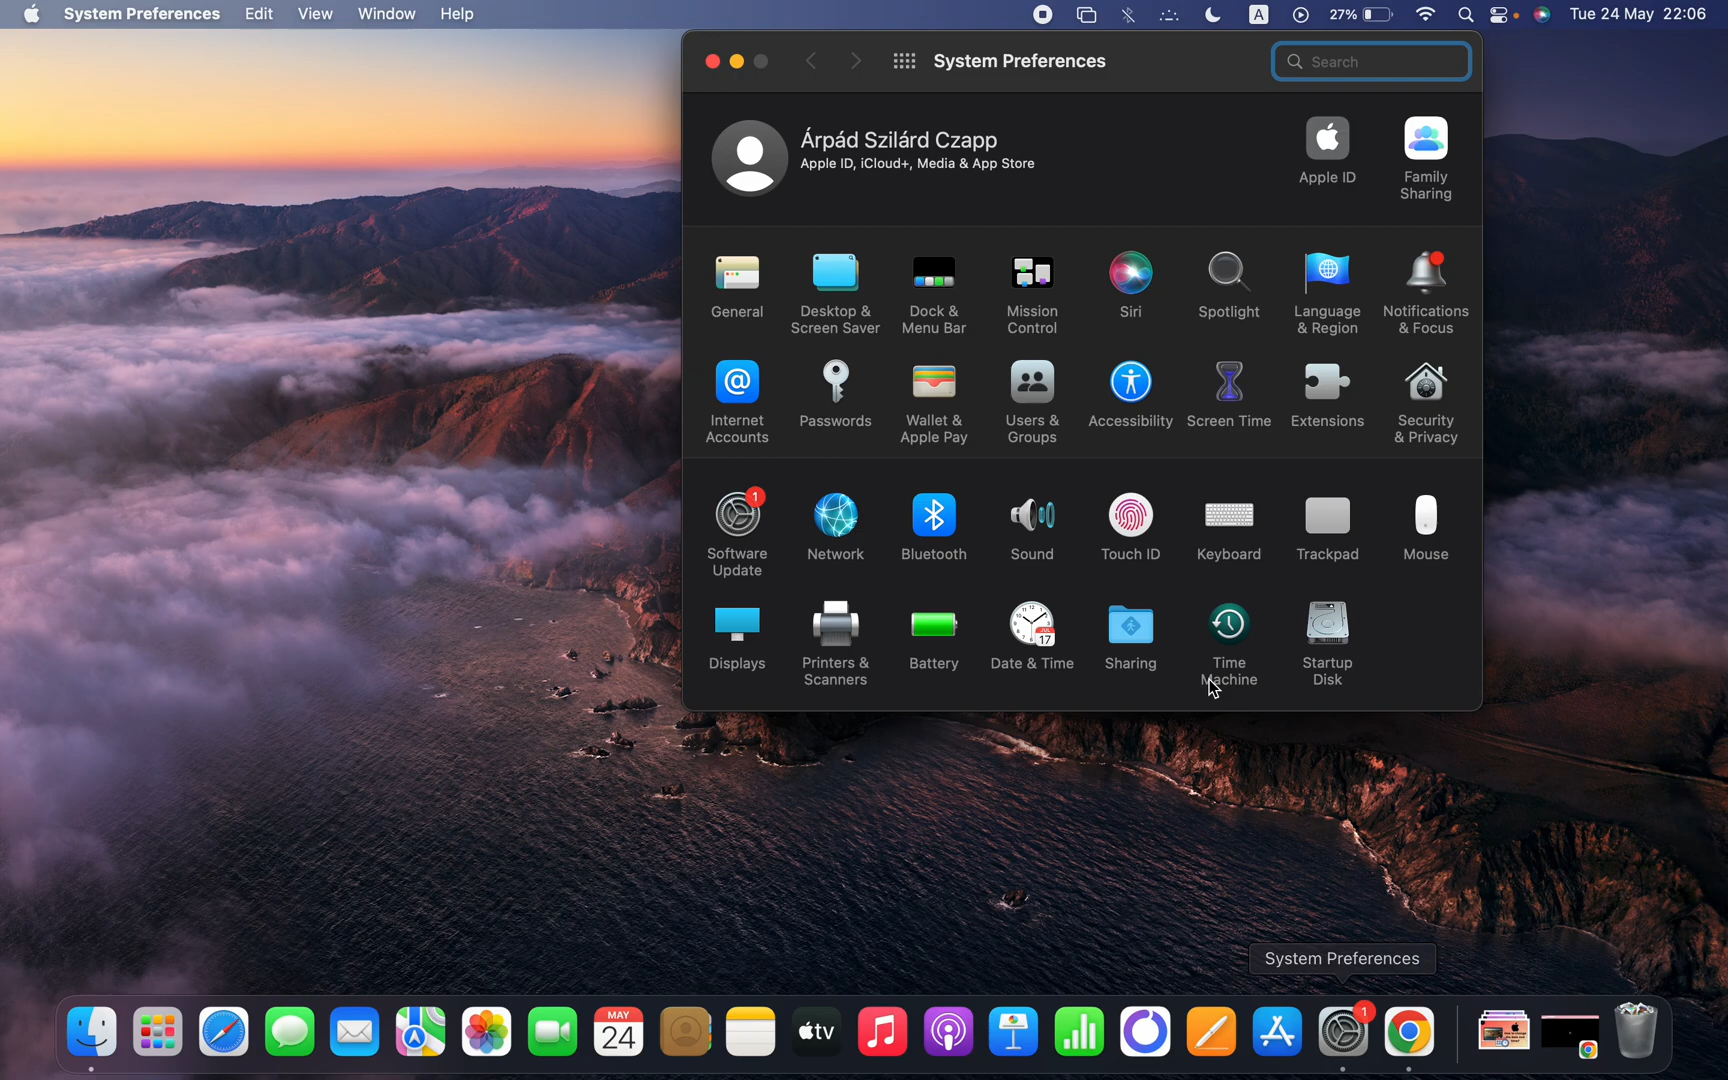 System Preferences Edit View Window Help A 27% Tue 24 May 22:06
System Preferences Search
Árpád Szilárd Czapp
Apple ID, iCloud+, Media & App Store
Apple ID
Family
Sharing
General
Desktop &
Screen Saver
Dock &
Menu Bar
Mission
Control
Siri
Spotlight
Language
& Region
Notifications
& Focus
Internet
Accounts
Passwords
Wallet &
Apple Pay
Users &
Groups
Accessibility
Screen Time
Extensions
Security
& Privacy
1
Software
Update
Network
Bluetooth
Sound
Touch ID
Keyboard
Trackpad
Mouse
Displays
Printers &
Scanners
Battery
JUL
17
Date & Time
Sharing
Time
Machine
Startup
Disk
System Preferences
MAY
24
tv
1